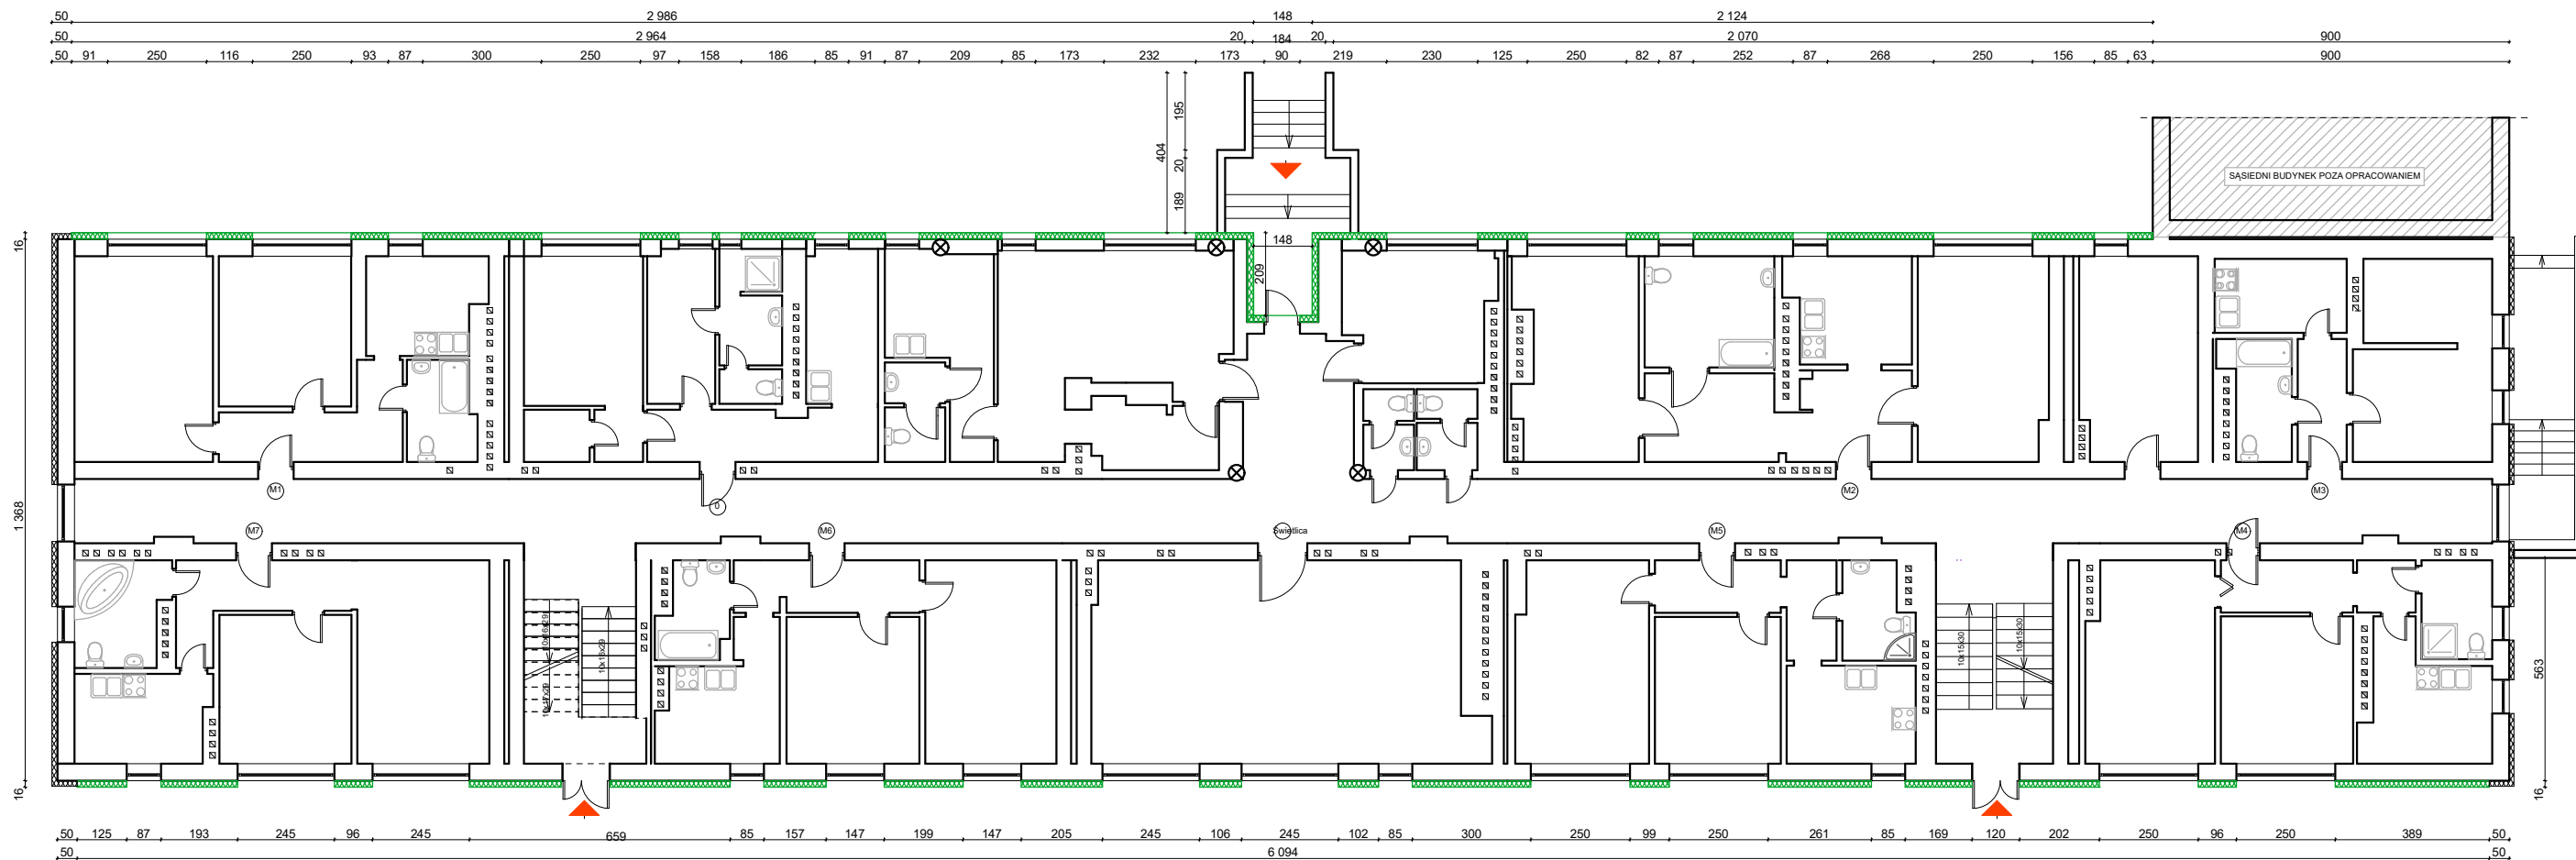 50 2 986 148 2 124
50 2 964 20 184 20 2 070 900
50 91 250 116 250 93 87 300 250 97 158 186 85 91 87 209 85 173 232 173 90 219 230 125 250 82 87 252 87 268 250 156 85 63 900
404 195 20 189
SĄSIEDNI BUDYNEK POZA OPRACOWANIEM
16 148
209
1 368
M1 M2 M3
0
M7 M6 Świetlica M5 M4
10x16x29 10x16x29 10x15x30 10x15x30
10x17x29
563
16 16
50 125 87 193 245 96 245 659 85 157 147 199 147 205 245 106 245 102 85 300 250 99 250 261 85 169 120 202 250 96 250 389 50
50 6 094 50